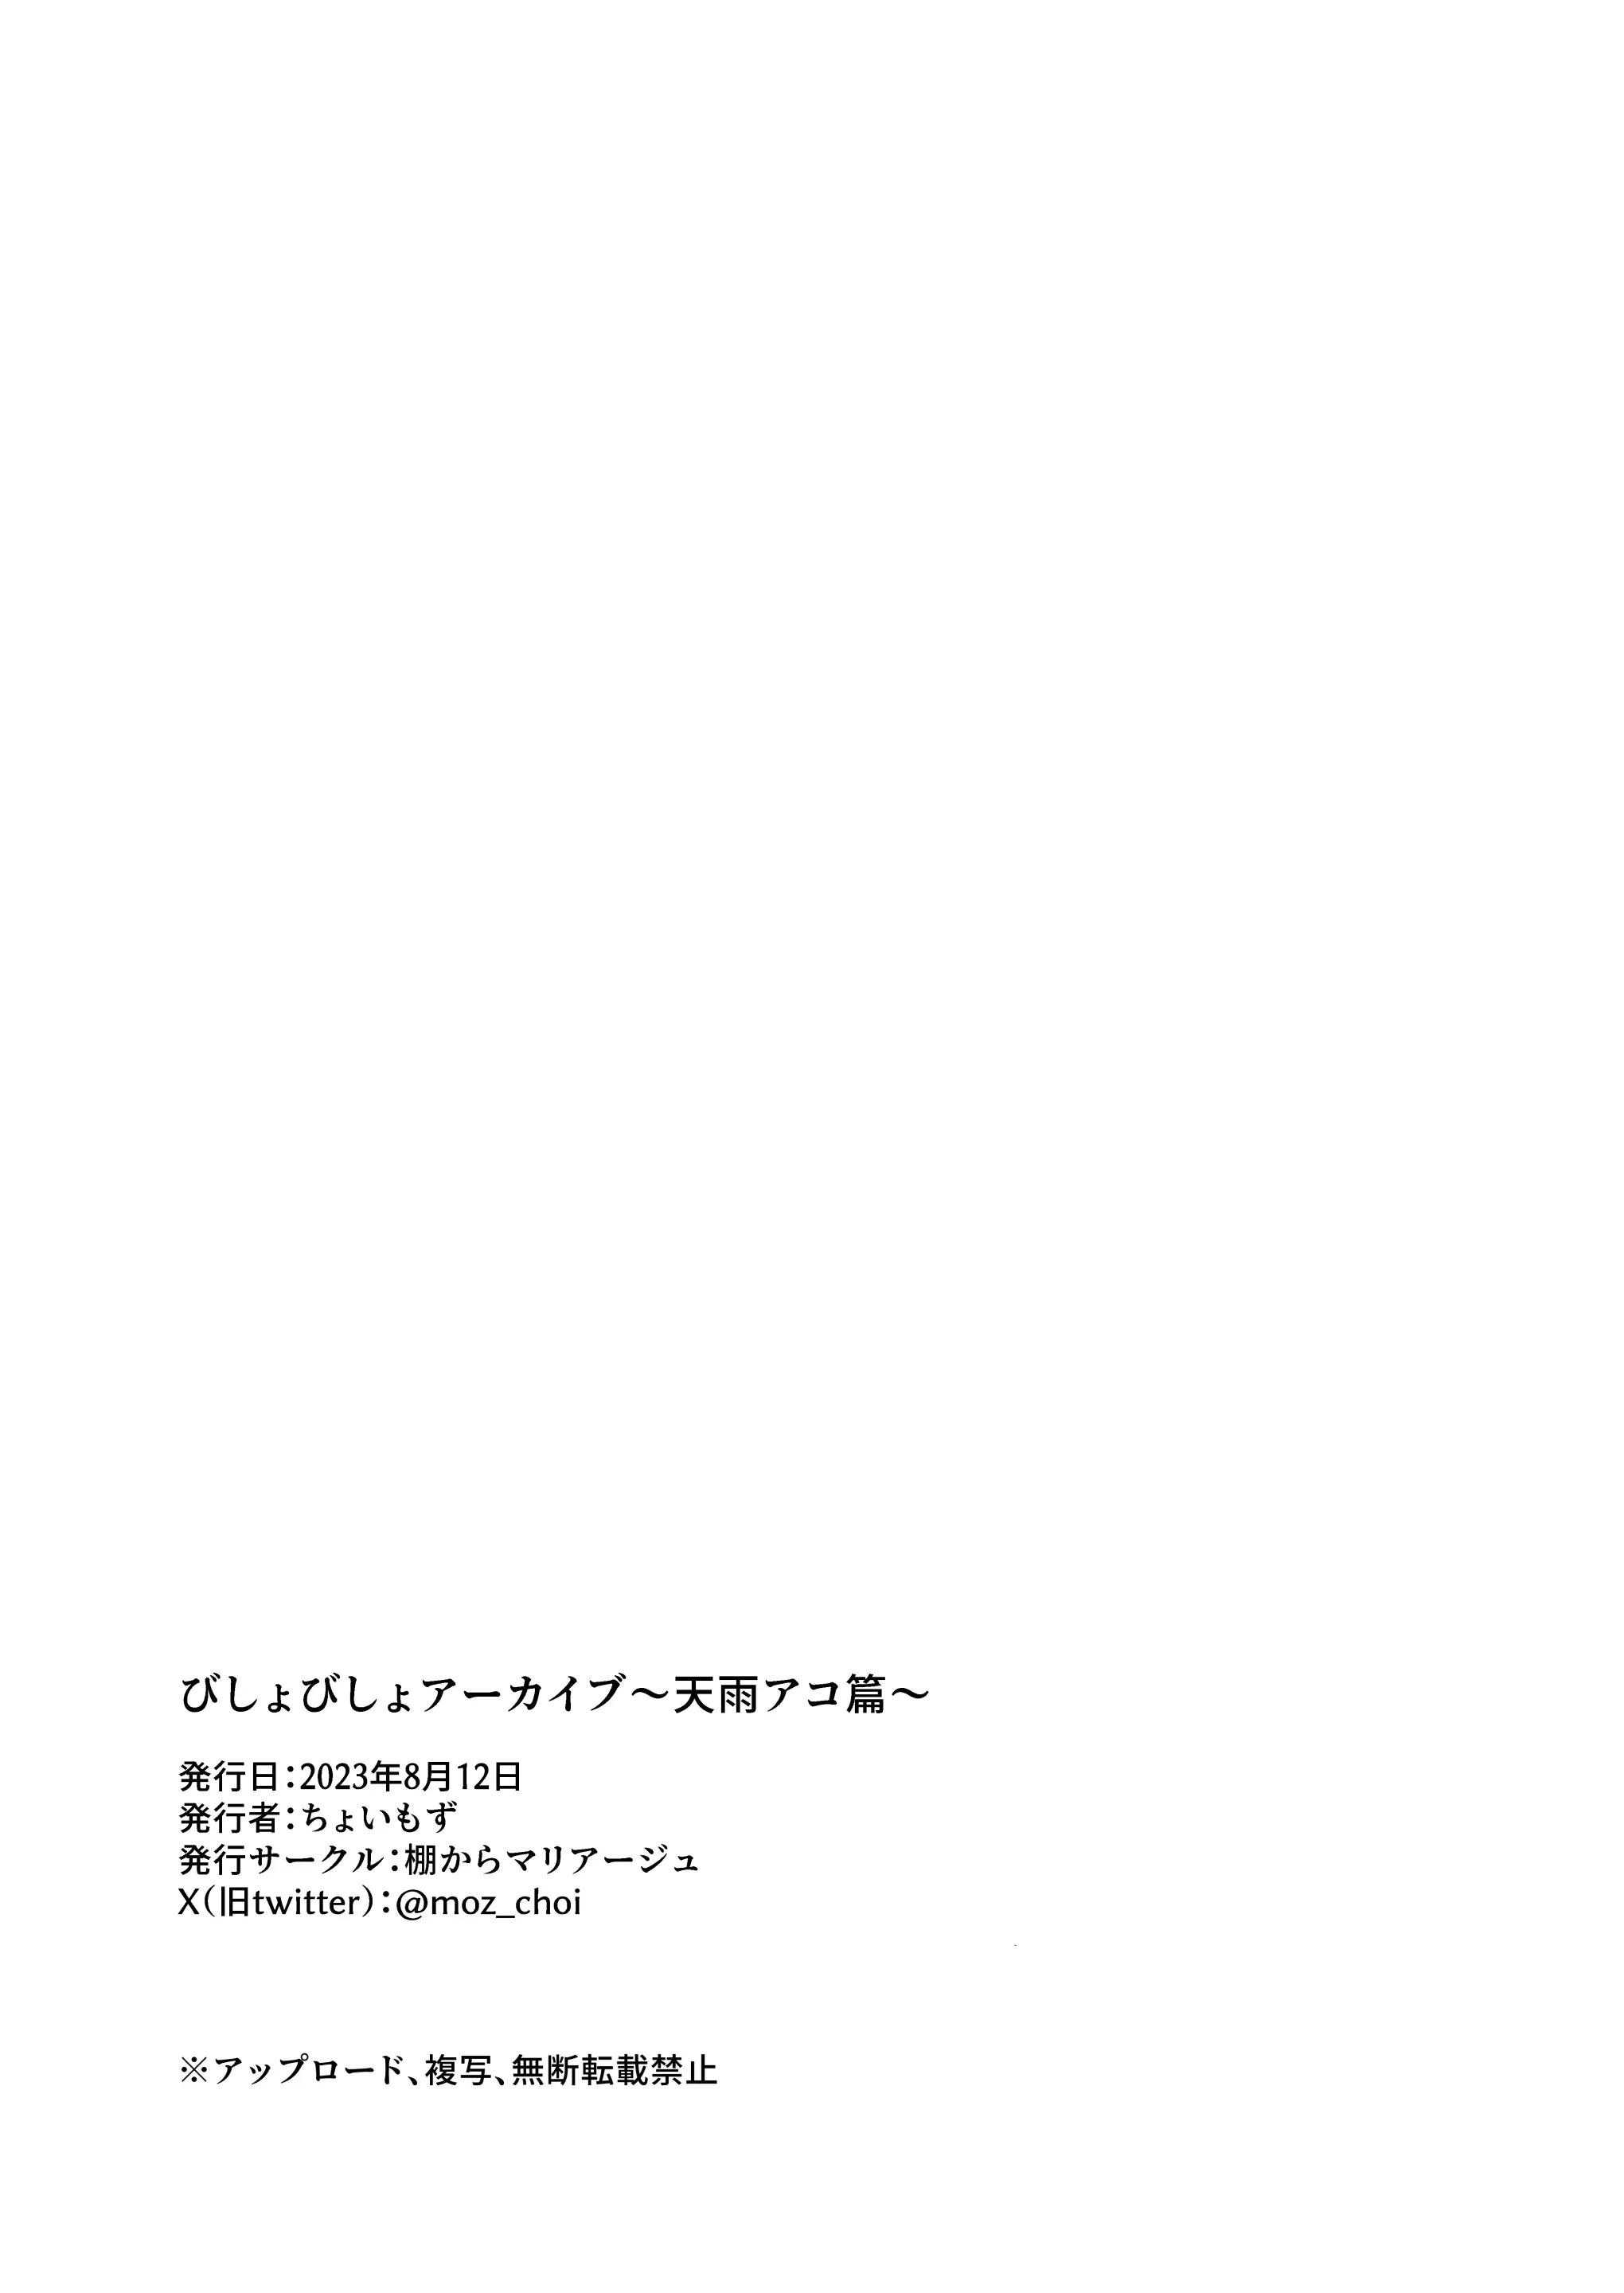 びしょびしょアーカイブ～天雨アコ篇～
発行日：2023年8月12日
発行者：ちょいもず
発行サークル：棚からマリアージュ
X（旧twitter）：@moz_choi
※アップロード、複写、無断転載禁止